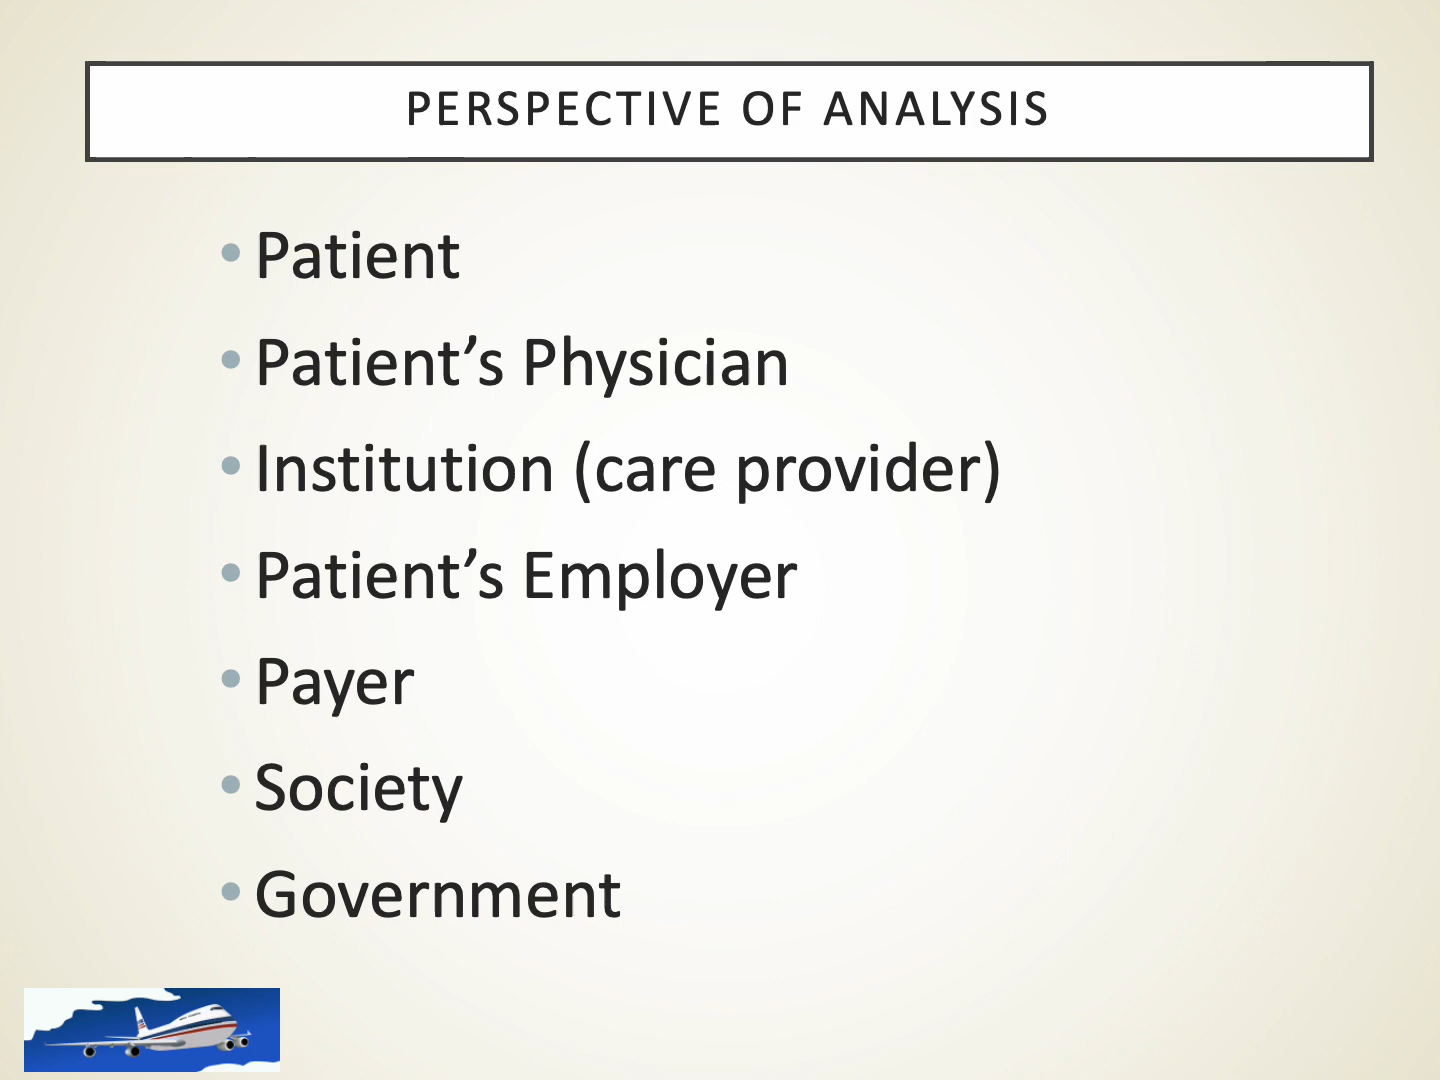 PERSPECTIVE OF ANALYSIS
• Patient
• Patient’s Physician
• Institution (care provider)
• Patient’s Employer
• Payer
• Society
• Government